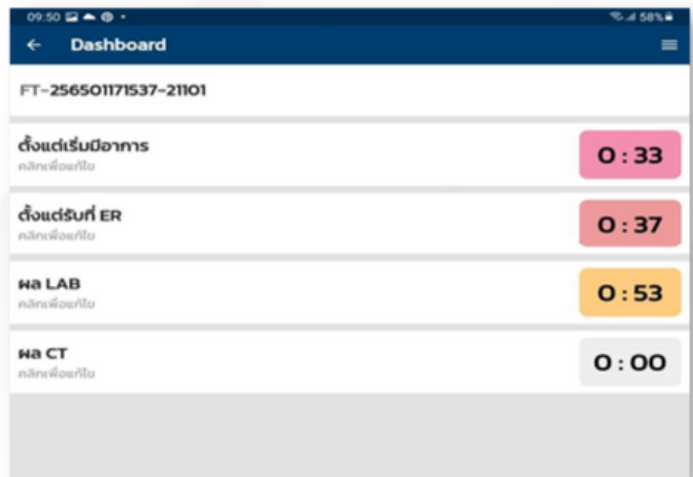 09:50
58%
Dashboard
FT-256501171537-21101
ตั้งแต่เริ่มมีอาการ
คลิกเพื่อแก้ไข
0 : 33
ตั้งแต่รับที่ ER
คลิกเพื่อแก้ไข
0 : 37
ผล LAB
คลิกเพื่อแก้ไข
0 : 53
ผล CT
คลิกเพื่อแก้ไข
0 : 00